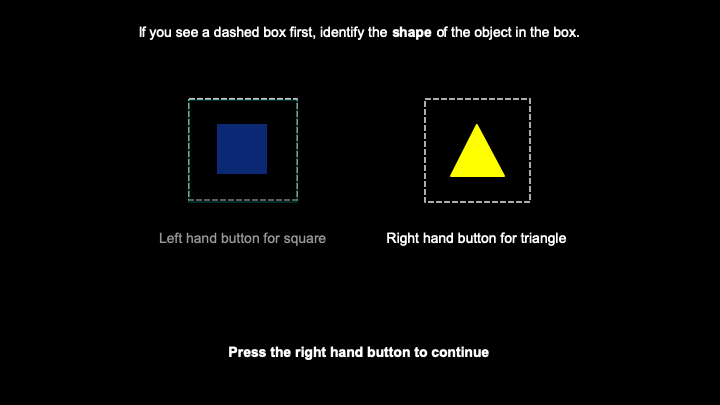 If you see a dashed box first, identify the shape of the object in the box.
Left hand button for square
Right hand button for triangle
Press the right hand button to continue